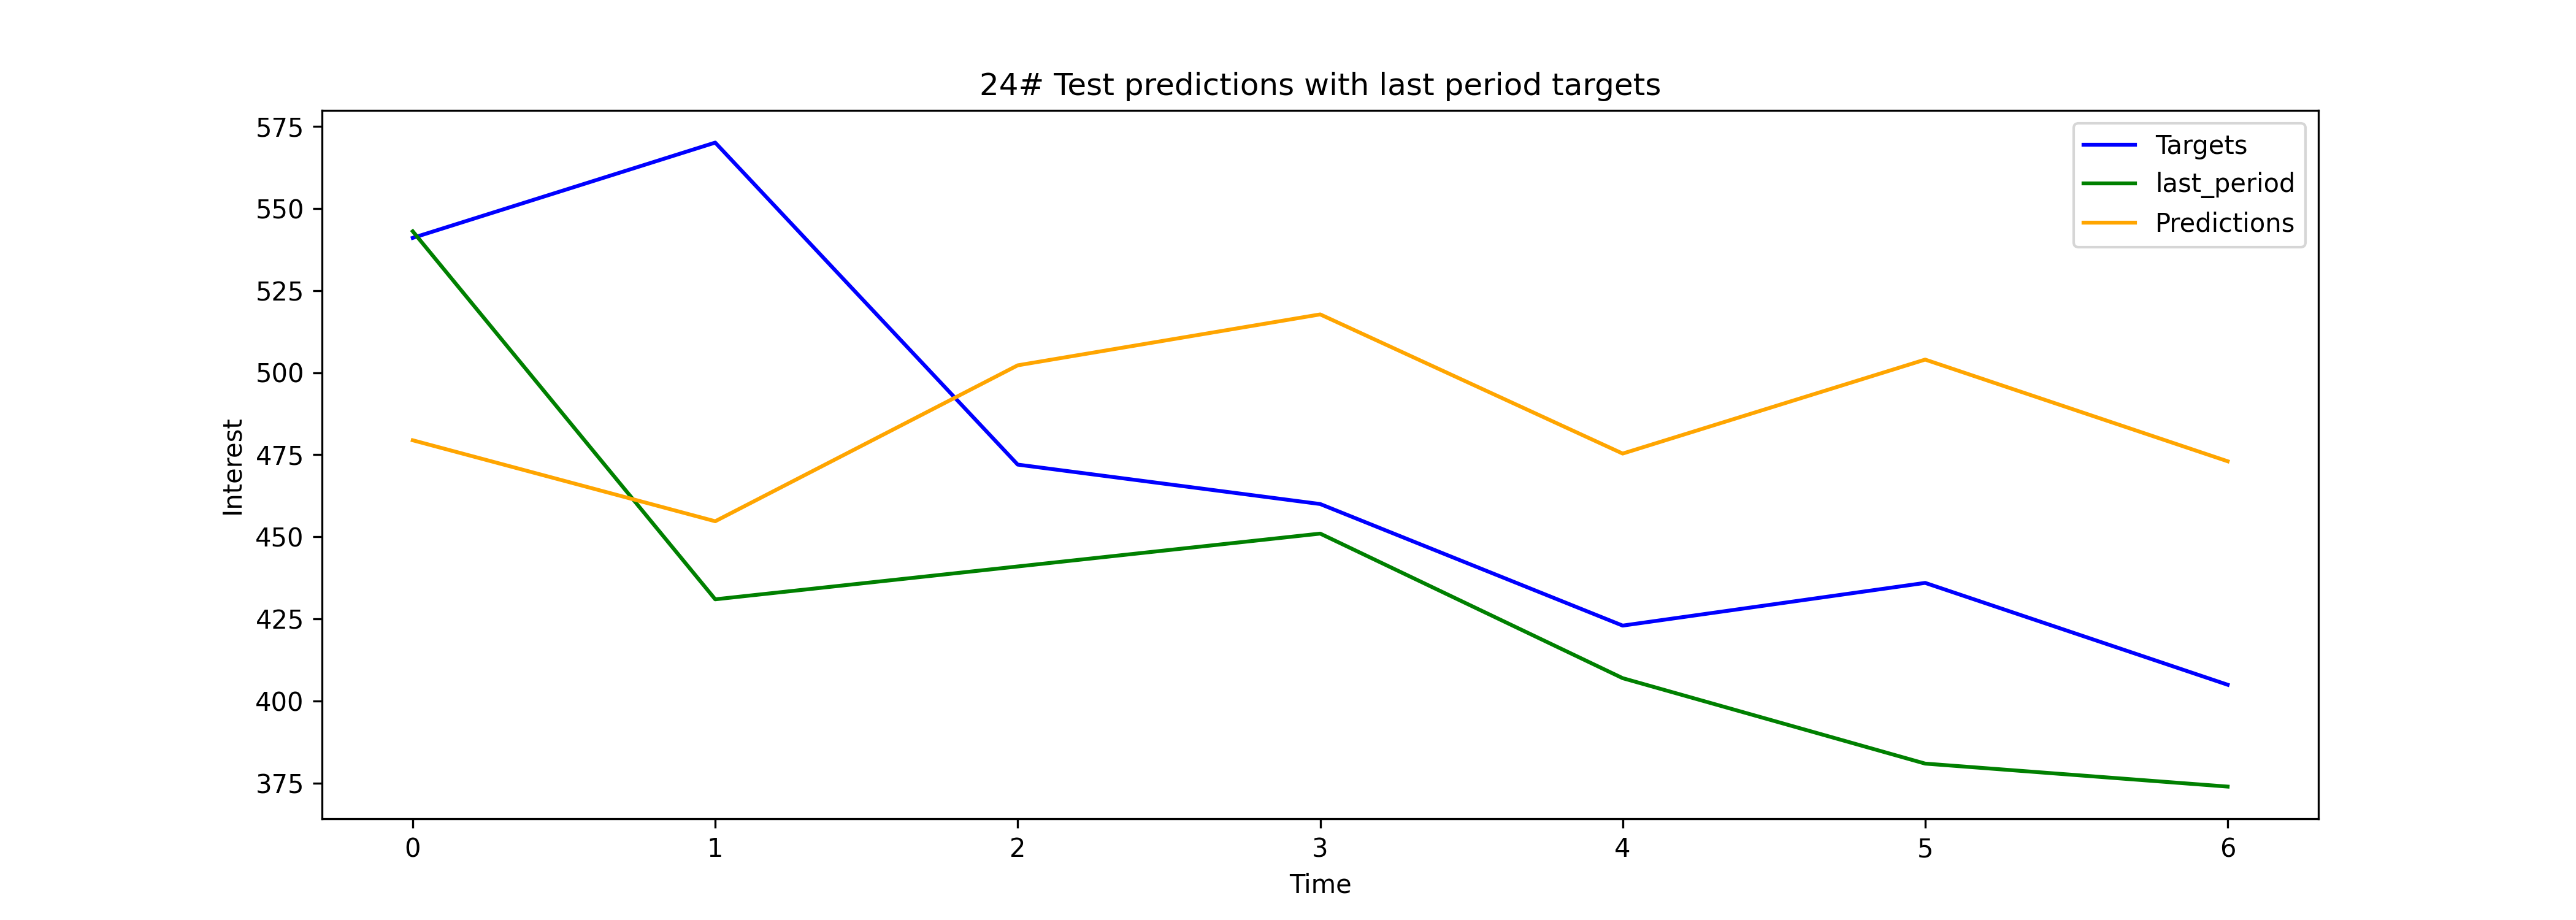 24# Test predictions with last period targets
Targets
last_period
Predictions
575
550
525
500
475
450
425
400
375
Interest
0 1 2 3 4 5 6
Time